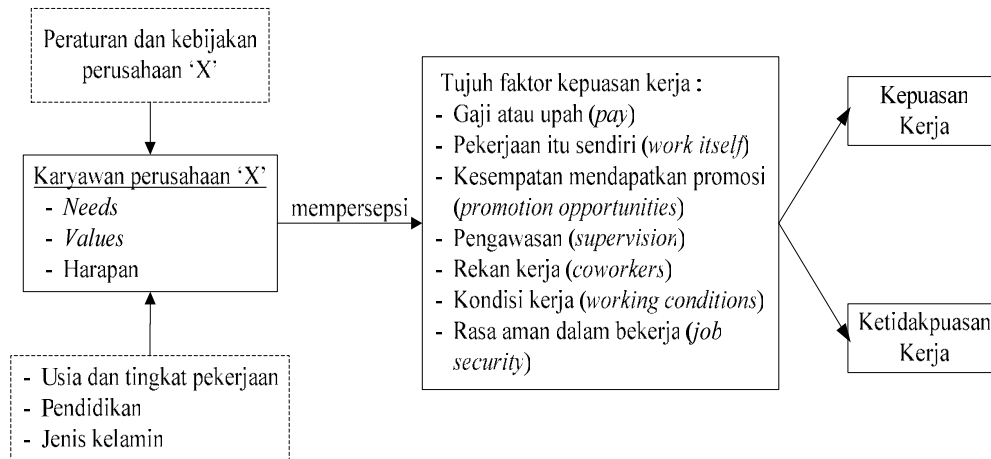 Peraturan dan kebijakan
perusahaan ‘X’
Karyawan perusahaan ‘X’
- Needs
- Values
- Harapan
- Usia dan tingkat pekerjaan
- Pendidikan
- Jenis kelamin
mempersepsi
Tujuh faktor kepuasan kerja :
- Gaji atau upah (pay)
- Pekerjaan itu sendiri (work itself)
- Kesempatan mendapatkan promosi
(promotion opportunities)
- Pengawasan (supervision)
- Rekan kerja (coworkers)
- Kondisi kerja (working conditions)
- Rasa aman dalam bekerja (job
security)
Kepuasan
Kerja
Ketidakpuasan
Kerja